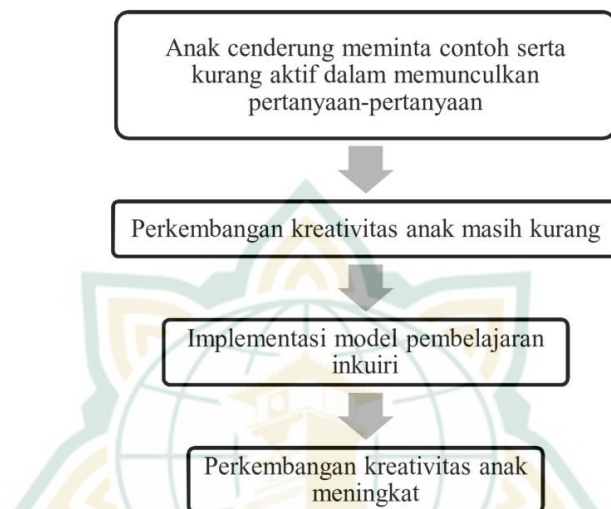 Anak cenderung meminta contoh serta
kurang aktif dalam memunculkan
pertanyaan-pertanyaan
Perkembangan kreativitas anak masih kurang
Implementasi model pembelajaran
inkuiri
Perkembangan kreativitas anak
meningkat